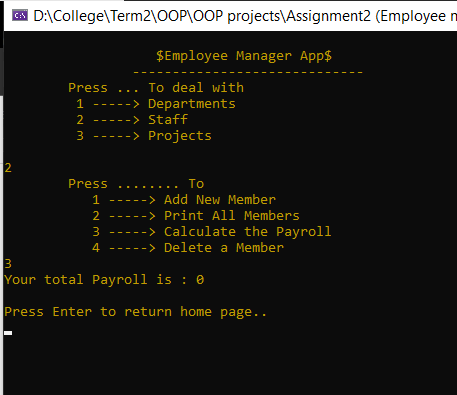 D:\College\Term2\OOP\OOP projects\Assignment2 (Employee m
$Employee Manager App$
-----------------------------
Press ... To deal with
1 -----> Departments
2 -----> Staff
3 -----> Projects
2
Press ........ To
1 -----> Add New Member
2 -----> Print All Members
3 -----> Calculate the Payroll
4 -----> Delete a Member
3
Your total Payroll is : 0
Press Enter to return home page..